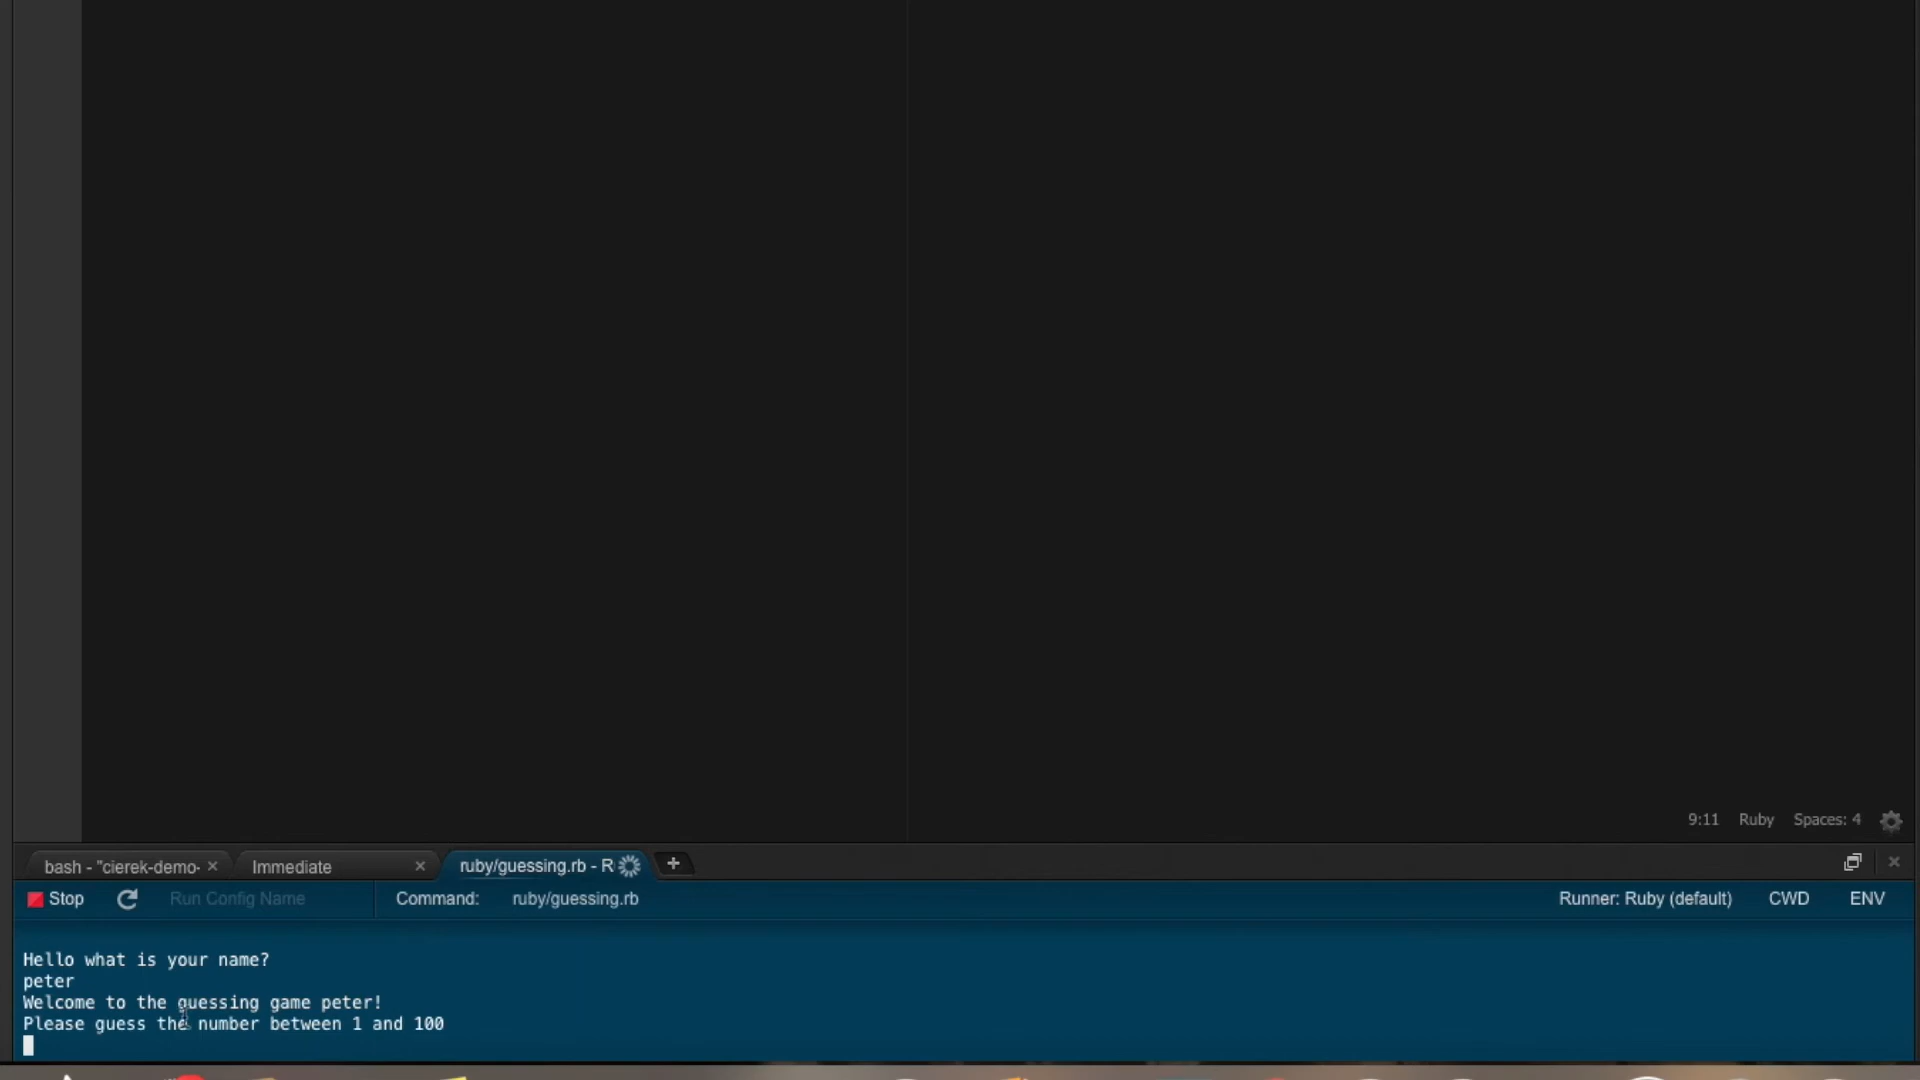 9:11 Ruby Spaces: 4
bash - "cierek-demo- Immediate ruby/guessing.rb - R
Stop Run Config Name Command: ruby/guessing.rb Runner: Ruby (default) CWD ENV
Hello what is your name?
peter
Welcome to the guessing game peter!
Please guess the number between 1 and 100